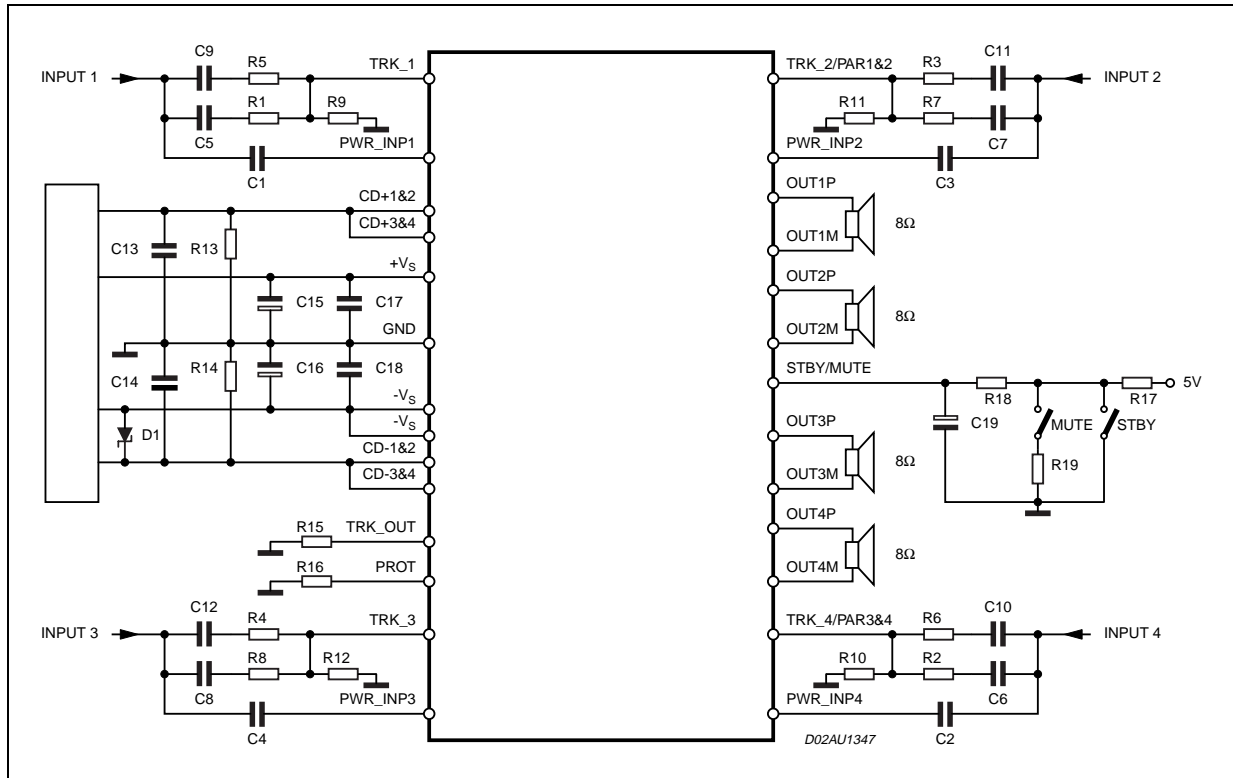 C9
R5
TRK_1
INPUT 1
R1
R9
C5
PWR_INP1
C1
CD+1&2
CD+3&4
C13
R13
+VS
C15
C17
GND
R14
C16
C18
C14
-VS
D1
-VS
CD-1&2
CD-3&4
R15
TRK_OUT
R16
PROT
C12
R4
TRK_3
INPUT 3
R8
R12
C8
PWR_INP3
C4
TRK_2/PAR1&2
R3
C11
INPUT 2
R11
R7
PWR_INP2
C7
C3
OUT1P
8Ω
OUT1M
OUT2P
8Ω
OUT2M
STBY/MUTE
5V
R18
R17
C19
MUTE
STBY
R19
OUT3P
8Ω
OUT3M
OUT4P
8Ω
OUT4M
TRK_4/PAR3&4
R6
C10
INPUT 4
R10
R2
PWR_INP4
C6
D02AU1347
C2